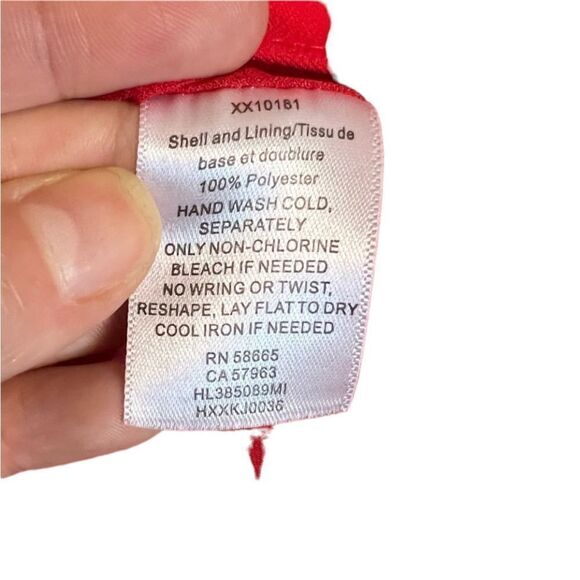 XX10181
Shell and Lining/Tissu de
base et doublure
100% Polyester
HAND WASH COLD,
SEPARATELY
ONLY NON-CHLORINE
BLEACH IF NEEDED
NO WRING OR TWIST,
RESHAPE, LAY FLAT TO DRY
COOL IRON IF NEEDED
RN 58665
CA 57963
HL385089MI
HXXKJ0036